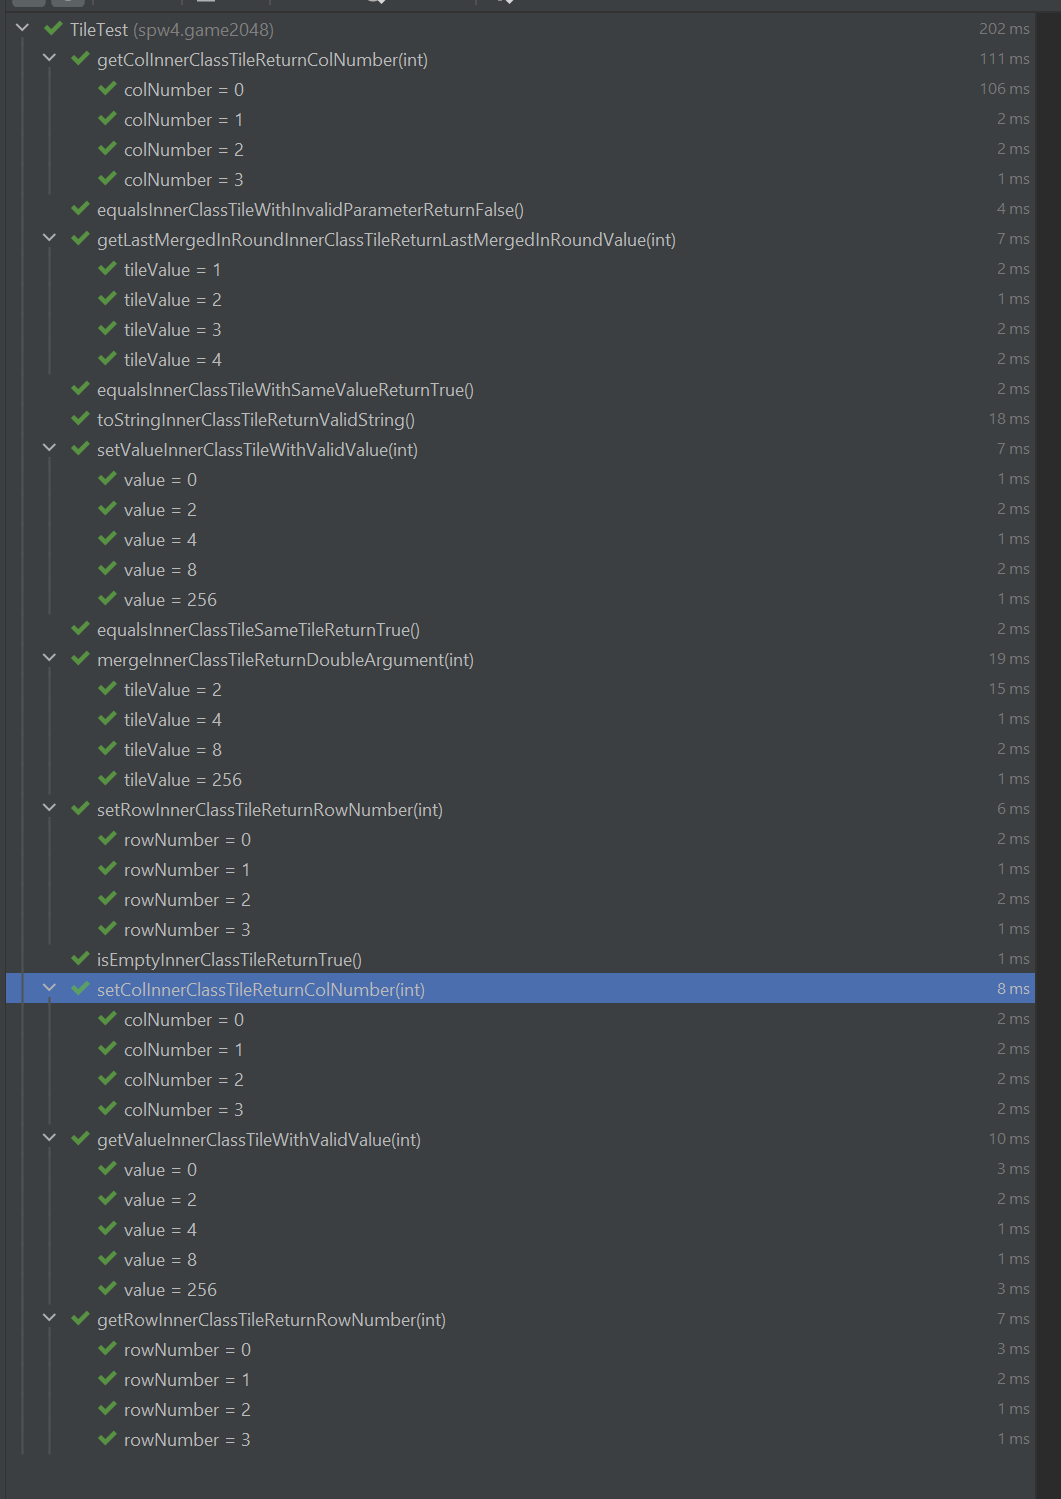 TileTest (spw4.game2048) 202 ms
getColInnerClassTileReturnColNumber(int) 111 ms
colNumber = 0 106 ms
colNumber = 1 2 ms
colNumber = 2 2 ms
colNumber = 3 1 ms
equalsInnerClassTileWithInvalidParameterReturnFalse() 4 ms
getLastMergedInRoundInnerClassTileReturnLastMergedInRoundValue(int) 7 ms
tileValue = 1 2 ms
tileValue = 2 1 ms
tileValue = 3 2 ms
tileValue = 4 2 ms
equalsInnerClassTileWithSameValueReturnTrue() 2 ms
toStringInnerClassTileReturnValidString() 18 ms
setValueInnerClassTileWithValidValue(int) 7 ms
value = 0 1 ms
value = 2 2 ms
value = 4 1 ms
value = 8 2 ms
value = 256 1 ms
equalsInnerClassTileSameTileReturnTrue() 2 ms
mergeInnerClassTileReturnDoubleArgument(int) 19 ms
tileValue = 2 15 ms
tileValue = 4 1 ms
tileValue = 8 2 ms
tileValue = 256 1 ms
setRowInnerClassTileReturnRowNumber(int) 6 ms
rowNumber = 0 2 ms
rowNumber = 1 1 ms
rowNumber = 2 2 ms
rowNumber = 3 1 ms
isEmptyInnerClassTileReturnTrue() 1 ms
setColInnerClassTileReturnColNumber(int) 8 ms
colNumber = 0 2 ms
colNumber = 1 2 ms
colNumber = 2 2 ms
colNumber = 3 2 ms
getValueInnerClassTileWithValidValue(int) 10 ms
value = 0 3 ms
value = 2 2 ms
value = 4 1 ms
value = 8 1 ms
value = 256 3 ms
getRowInnerClassTileReturnRowNumber(int) 7 ms
rowNumber = 0 3 ms
rowNumber = 1 2 ms
rowNumber = 2 1 ms
rowNumber = 3 1 ms